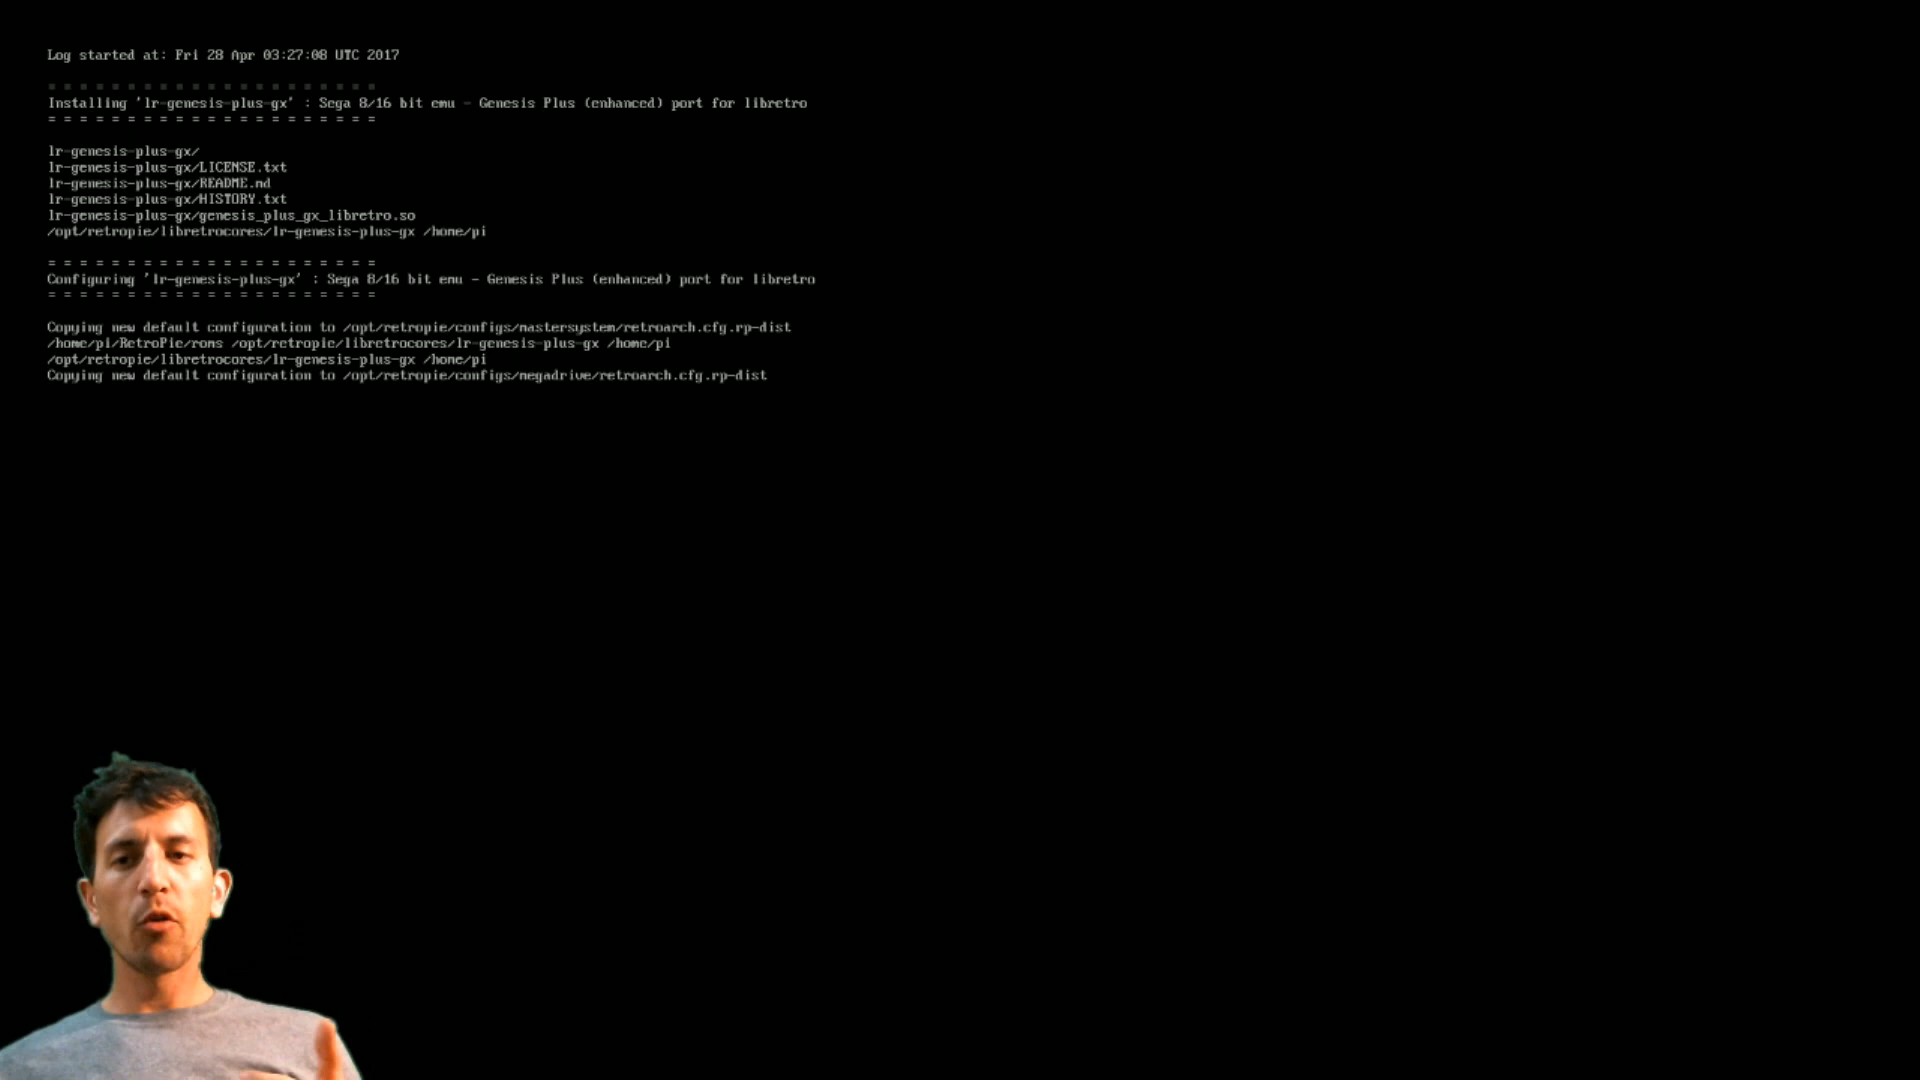 Log started at: Fri 28 Apr 03:27:08 UTC 2017
= = = = = = = = = = = = = = = = = = = = =
Installing 'lr-genesis-plus-gx' : Sega 8/16 bit emu - Genesis Plus (enhanced) port for libretro
= = = = = = = = = = = = = = = = = = = = =
lr-genesis-plus-gx/
lr-genesis-plus-gx/LICENSE.txt
lr-genesis-plus-gx/README.md
lr-genesis-plus-gx/HISTORY.txt
lr-genesis-plus-gx/genesis_plus_gx_libretro.so
/opt/retropie/libretrocores/lr-genesis-plus-gx /home/pi
= = = = = = = = = = = = = = = = = = = = =
Configuring 'lr-genesis-plus-gx' : Sega 8/16 bit emu - Genesis Plus (enhanced) port for libretro
= = = = = = = = = = = = = = = = = = = = =
Copying new default configuration to /opt/retropie/configs/mastersystem/retroarch.cfg.rp-dist
/home/pi/RetroPie/roms /opt/retropie/libretrocores/lr-genesis-plus-gx /home/pi
/opt/retropie/libretrocores/lr-genesis-plus-gx /home/pi
Copying new default configuration to /opt/retropie/configs/megadrive/retroarch.cfg.rp-dist